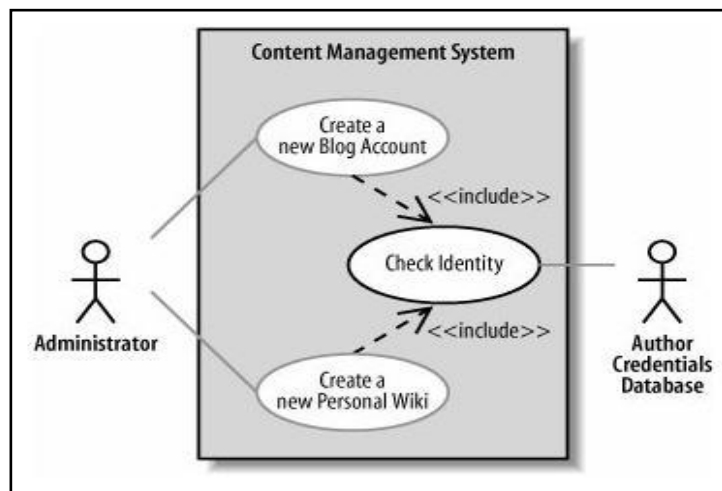 Content Management System
Create a
new Blog Account
<<include>>
Check Identity
Administrator
<<include>>
Author
Credentials
Database
Create a
new Personal Wiki